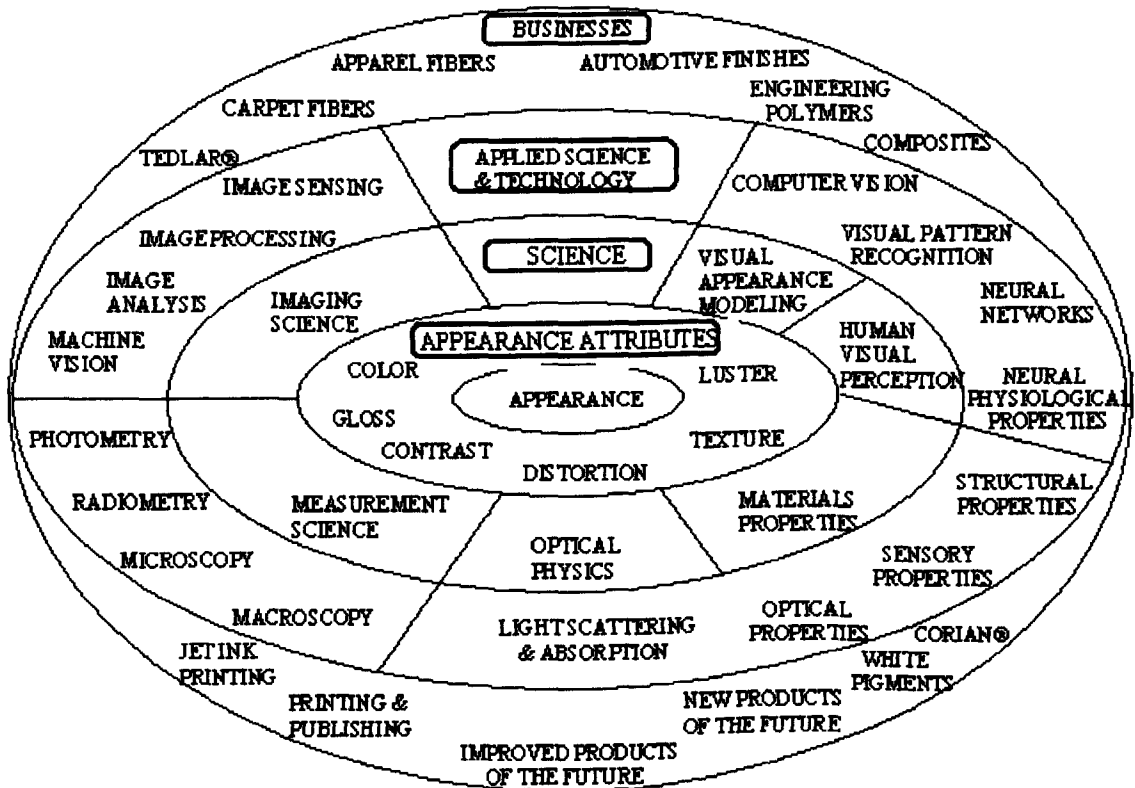 BUSINESSES
APPAREL FIBERS
AUTOMOTIVE FINISHES
ENGINEERING
POLYMERS
CARPET FIBERS
COMPOSITES
TEDLAR®
APPLIED SCIENCE
& TECHNOLOGY
IMAGE SENSING
COMPUTER VISION
IMAGE PROCESSING
VISUAL PATTERN
RECOGNITION
SCIENCE
VISUAL
APPEARANCE
MODELING
IMAGE
ANALYSIS
IMAGING
SCIENCE
NEURAL
NETWORKS
MACHINE
VISION
APPEARANCE ATTRIBUTES
HUMAN
VISUAL
PERCEPTION
COLOR
LUSTER
NEURAL
PHYSIOLOGICAL
PROPERTIES
APPEARANCE
GLOSS
CONTRAST
TEXTURE
DISTORTION
PHOTOMETRY
RADIOMETRY
MEASUREMENT
SCIENCE
MATERIALS
PROPERTIES
STRUCTURAL
PROPERTIES
MICROSCOPY
OPTICAL
PHYSICS
SENSORY
PROPERTIES
MACROSCOPY
LIGHT SCATTERING
& ABSORPTION
OPTICAL
PROPERTIES
CORIAN®
JET INK
PRINTING
WHITE
PIGMENTS
PRINTING &
PUBLISHING
NEW PRODUCTS
OF THE FUTURE
IMPROVED PRODUCTS
OF THE FUTURE